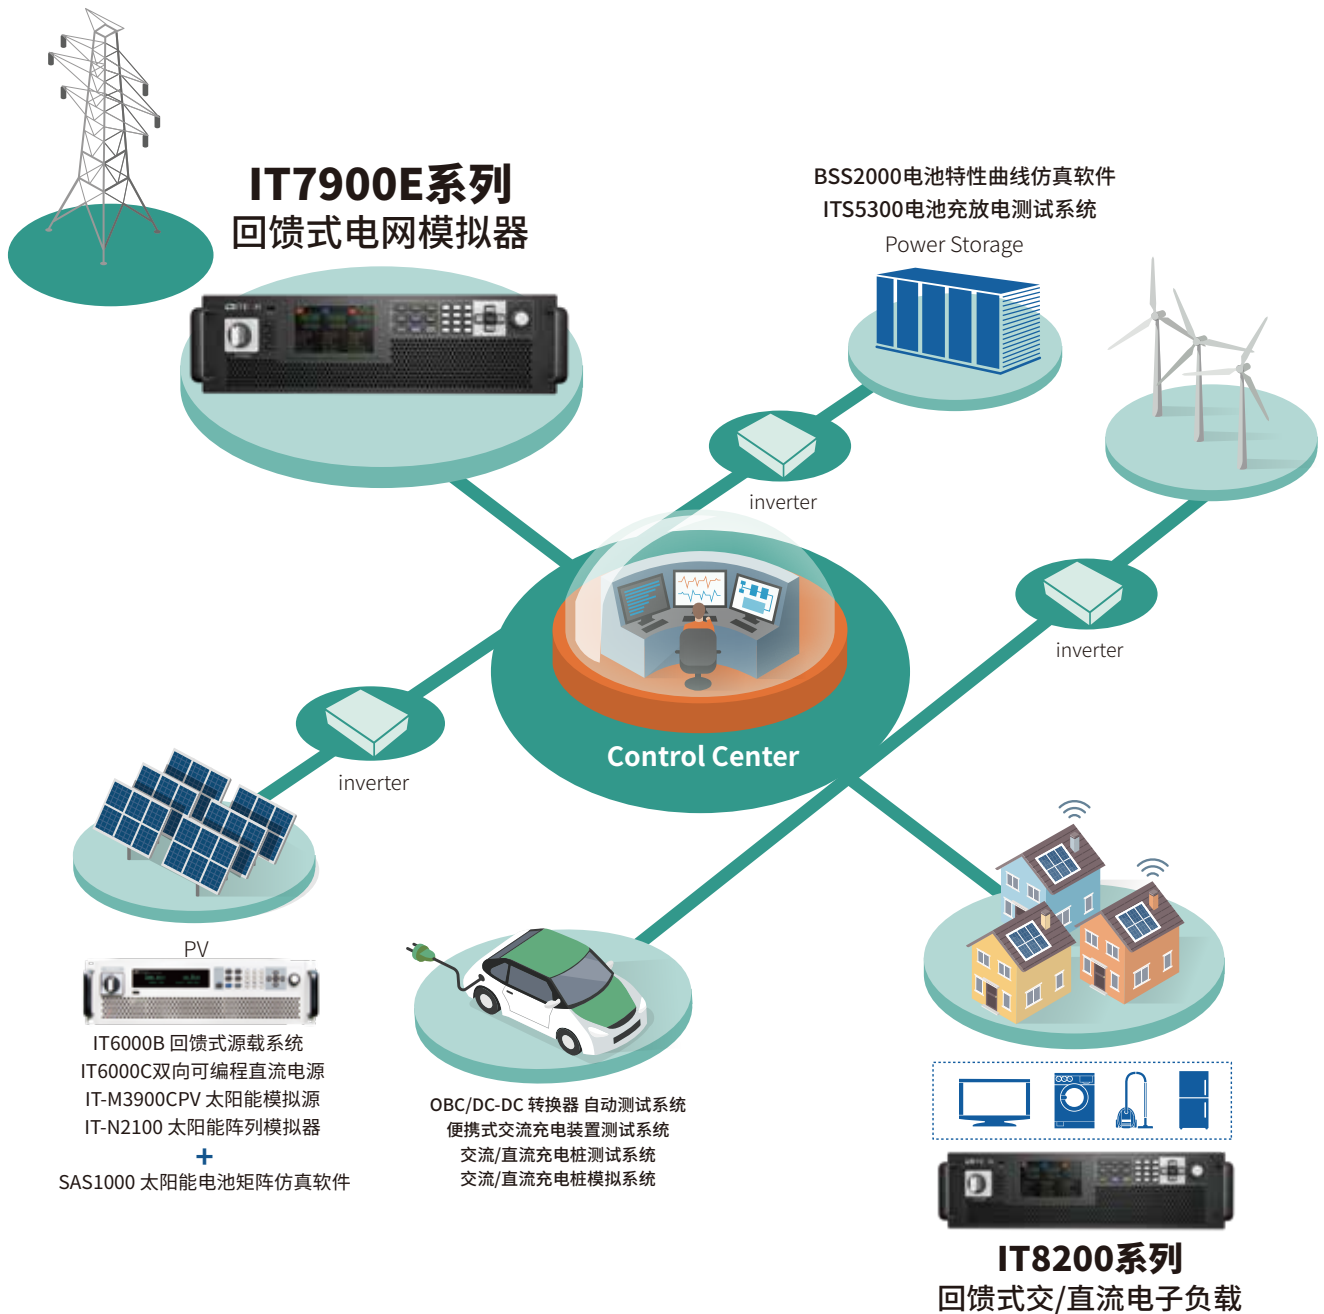 IT7900E系列
回馈式电网模拟器
BSS2000电池特性曲线仿真软件
ITS5300电池充放电测试系统
Power Storage
inverter
inverter
Control Center
inverter
PV
IT6000B 回馈式源载系统
IT6000C双向可编程直流电源
IT-M3900CPV 太阳能模拟源
IT-N2100 太阳能阵列模拟器
+
SAS1000 太阳能电池矩阵仿真软件
OBC/DC-DC 转换器 自动测试系统
便携式交流充电装置测试系统
交流/直流充电桩测试系统
交流/直流充电桩模拟系统
IT8200系列
回馈式交/直流电子负载